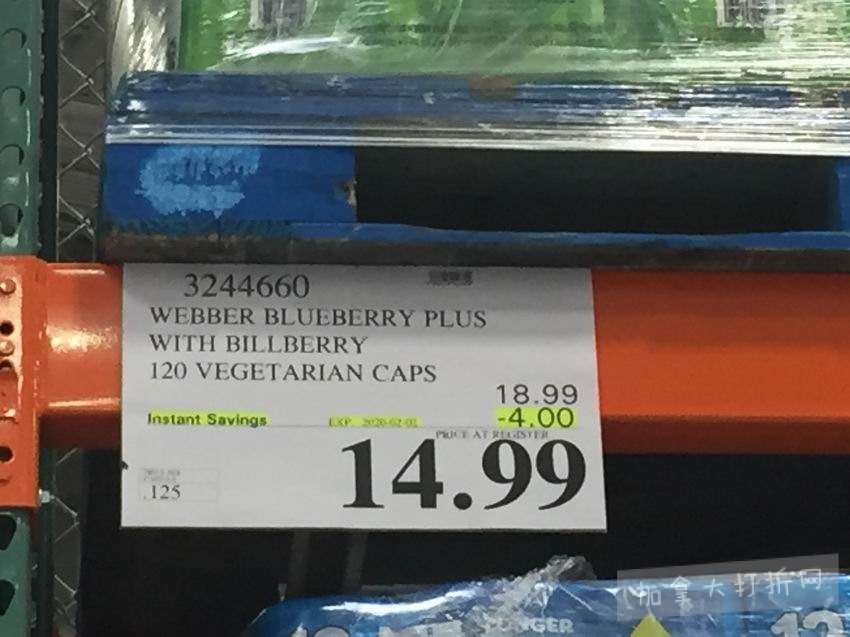 3244660
WEBBER BLUEBERRY PLUS
WITH BILLBERRY
120 VEGETARIAN CAPS
18.99
Instant Savings EXP. 2020-02-02 -4.00
PRICE AT REGISTER
14.99
.125
加拿大打折网